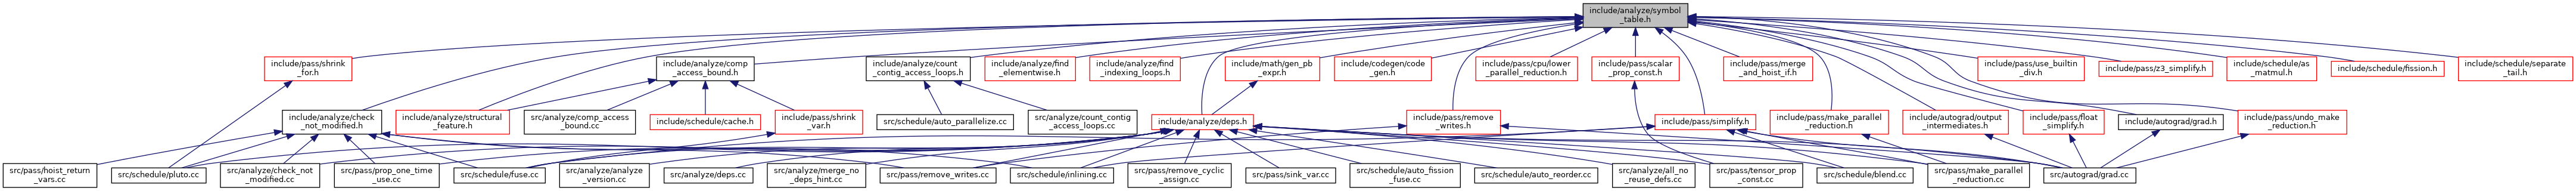 include/analyze/symbol
_table.h
include/pass/shrink
_for.h
include/analyze/comp
_access_bound.h
include/analyze/count
_contig_access_loops.h
include/analyze/find
_elementwise.h
include/analyze/find
_indexing_loops.h
include/math/gen_pb
_expr.h
include/codegen/code
_gen.h
include/pass/cpu/lower
_parallel_reduction.h
include/pass/scalar
_prop_const.h
include/pass/merge
_and_hoist_if.h
include/pass/use_builtin
_div.h
include/pass/z3_simplify.h
include/schedule/as
_matmul.h
include/schedule/fission.h
include/schedule/separate
_tail.h
include/analyze/check
_not_modified.h
include/analyze/structural
_feature.h
src/analyze/comp_access
_bound.cc
include/schedule/cache.h
include/pass/shrink
_var.h
src/schedule/auto_parallelize.cc
src/analyze/count_contig
_access_loops.cc
include/analyze/deps.h
include/pass/remove
_writes.h
include/pass/simplify.h
include/pass/make_parallel
_reduction.h
include/autograd/output
_intermediates.h
include/pass/float
_simplify.h
include/autograd/grad.h
include/pass/undo_make
_reduction.h
src/pass/hoist_return
_vars.cc
src/schedule/pluto.cc
src/analyze/check_not
_modified.cc
src/pass/prop_one_time
_use.cc
src/schedule/fuse.cc
src/analyze/analyze
_version.cc
src/analyze/deps.cc
src/analyze/merge_no
_deps_hint.cc
src/pass/remove_writes.cc
src/schedule/inlining.cc
src/pass/remove_cyclic
_assign.cc
src/pass/sink_var.cc
src/schedule/auto_fission
_fuse.cc
src/schedule/auto_reorder.cc
src/analyze/all_no
_reuse_defs.cc
src/pass/tensor_prop
_const.cc
src/schedule/blend.cc
src/pass/make_parallel
_reduction.cc
src/autograd/grad.cc